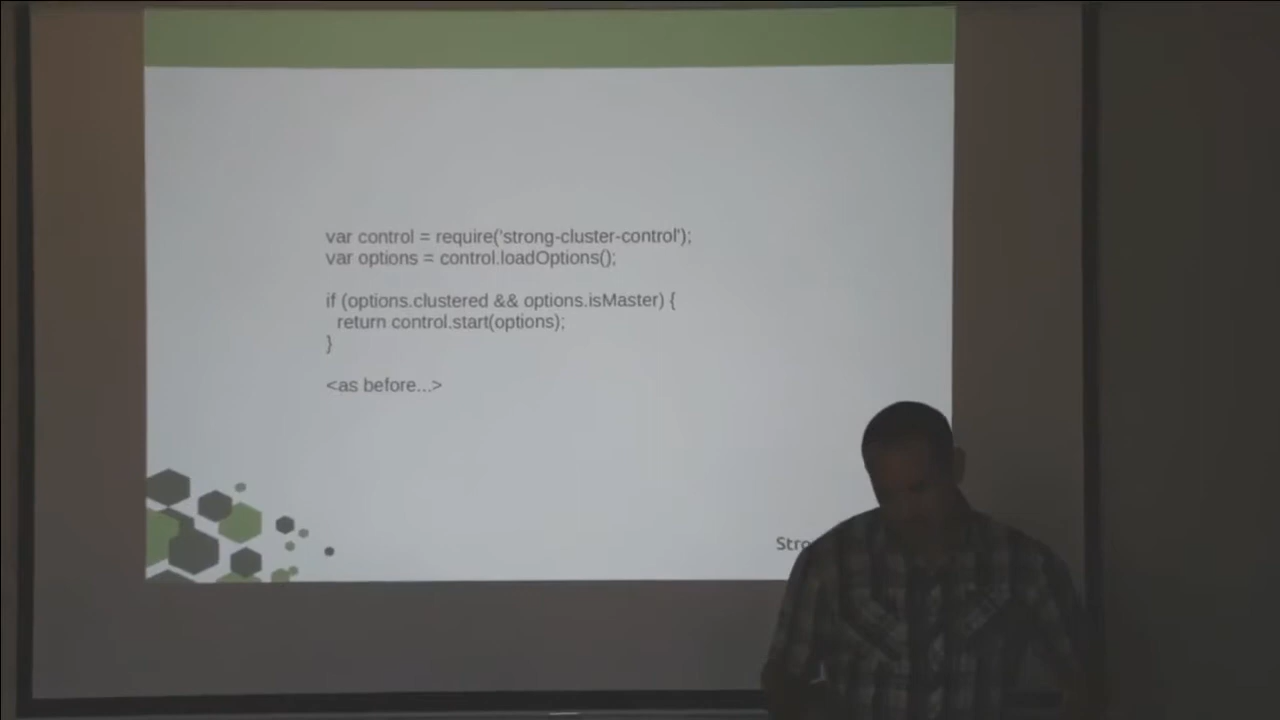 var control = require('strong-cluster-control');
var options = control.loadOptions();
if (options.clustered && options.isMaster) {
return control.start(options);
}
<as before...>